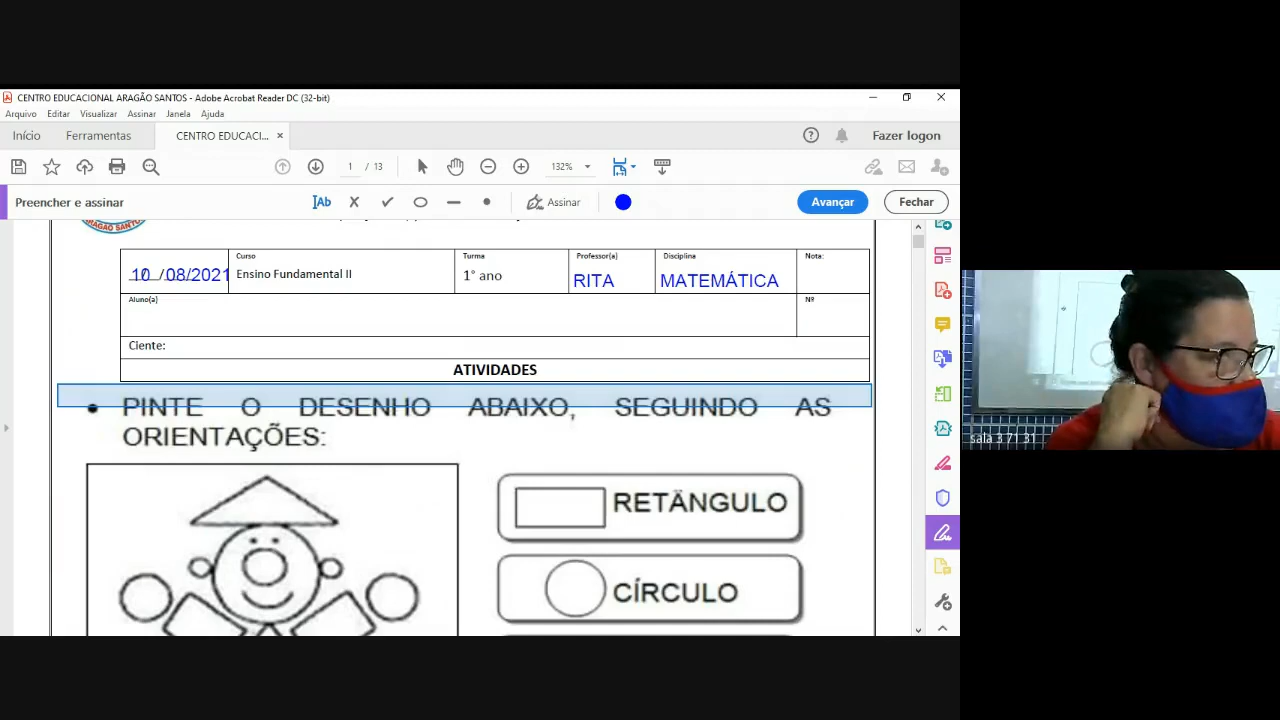 CENTRO EDUCACIONAL ARAGÃO SANTOS - Adobe Acrobat Reader DC (32-bit)
Arquivo Editar Visualizar Assinar Janela Ajuda
Início Ferramentas CENTRO EDUCACI... × Fazer logon
1 / 13 132%
Preencher e assinar Ab Assinar Avançar Fechar
ARAGÃO SANTOS
Curso Turma Professor(a) Disciplina Nota:
10/08/2021 Ensino Fundamental II 1° ano RITA MATEMÁTICA
Aluno(a) Nº
Ciente:
ATIVIDADES
• PINTE O DESENHO ABAIXO, SEGUINDO AS
ORIENTAÇÕES:
RETÂNGULO
CÍRCULO
sala 3 71 31